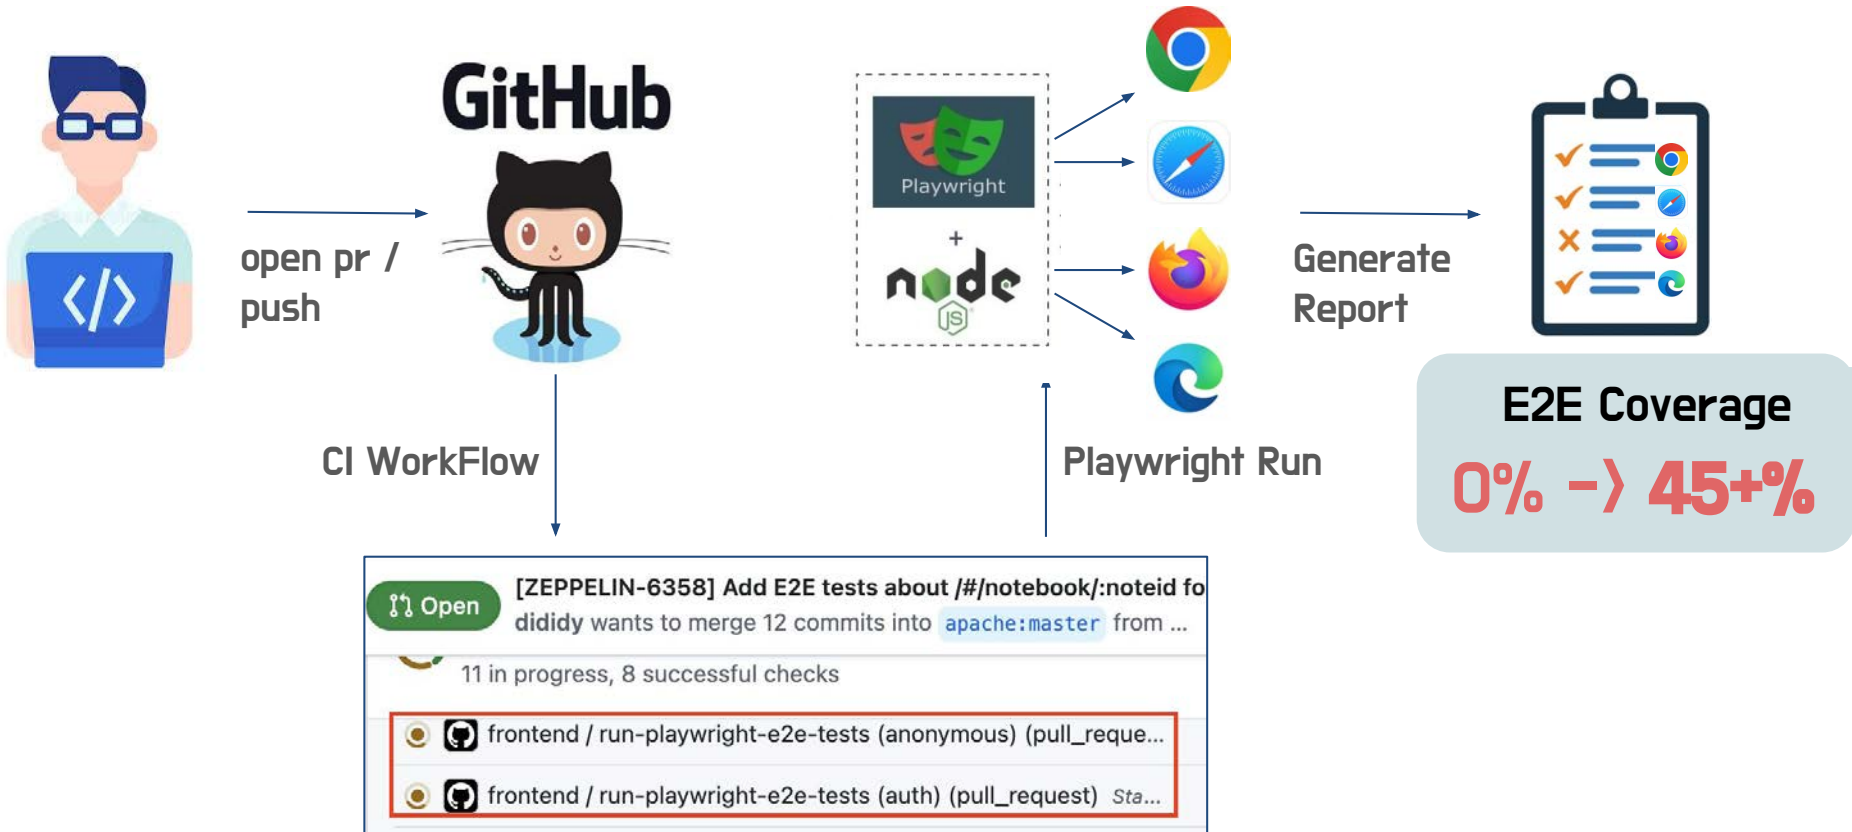 GitHub
open pr /
push
CI WorkFlow
[ZEPPELIN-6358] Add E2E tests about /#/notebook/:noteid fo
Open
dididy wants to merge 12 commits into apache:master from ...
11 in progress, 8 successful checks
frontend / run-playwright-e2e-tests (anonymous) (pull_reque...
frontend / run-playwright-e2e-tests (auth) (pull_request) Sta...
Playwright Run
Playwright
+
node
JS
Generate
Report
E2E Coverage
0% -> 45+%